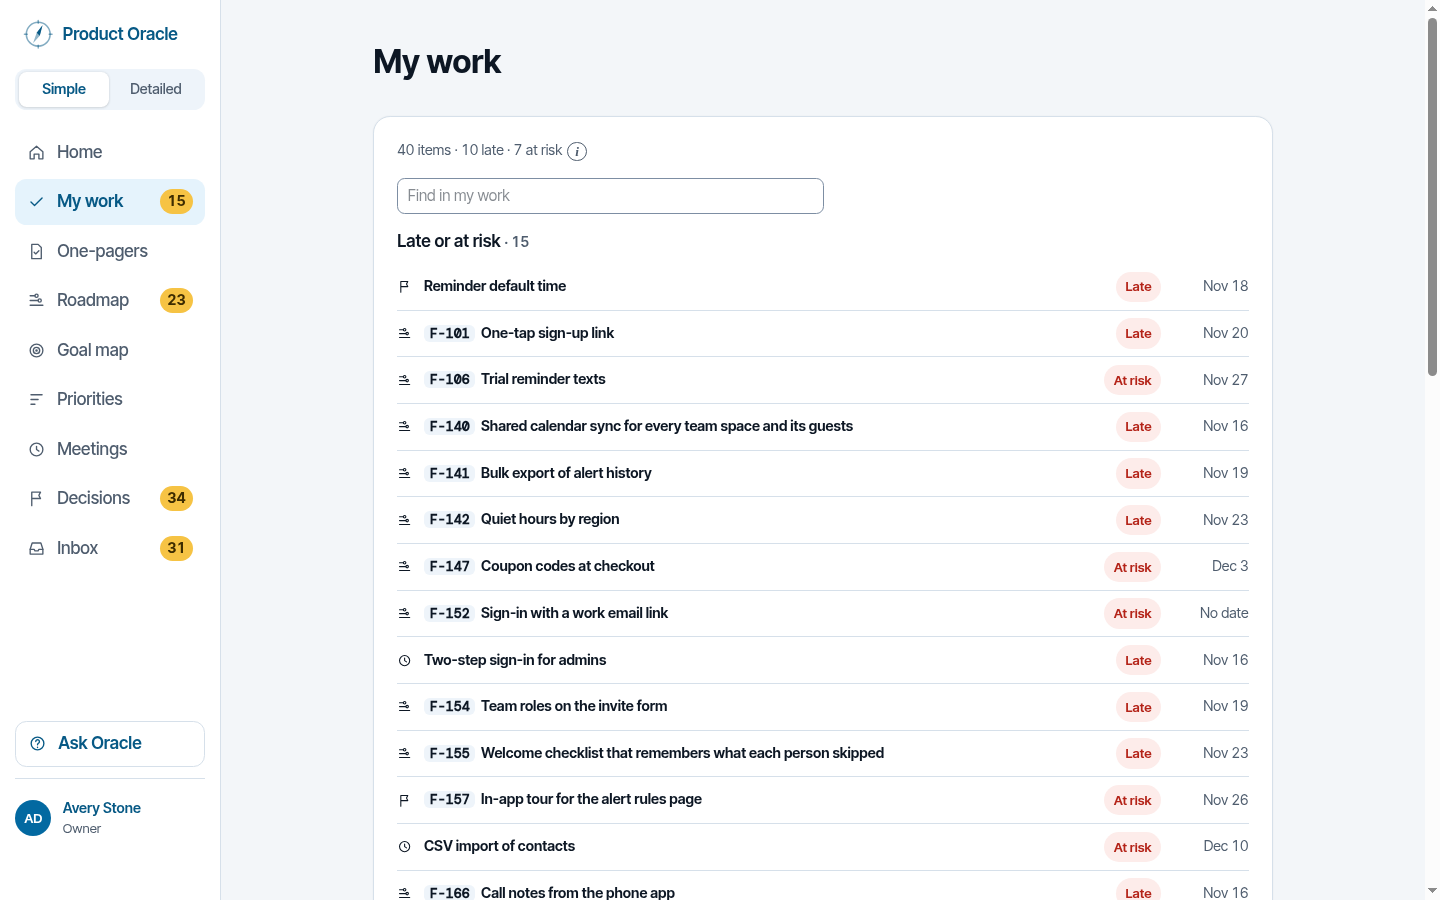 Product Oracle
Simple Detailed
Home
My work 15
One-pagers
Roadmap 23
Goal map
Priorities
Meetings
Decisions 34
Inbox 31
Ask Oracle
AD Avery Stone
Owner
My work
40 items · 10 late · 7 at risk i
Find in my work
Late or at risk · 15
Reminder default time Late Nov 18
F-101 One-tap sign-up link Late Nov 20
F-106 Trial reminder texts At risk Nov 27
F-140 Shared calendar sync for every team space and its guests Late Nov 16
F-141 Bulk export of alert history Late Nov 19
F-142 Quiet hours by region Late Nov 23
F-147 Coupon codes at checkout At risk Dec 3
F-152 Sign-in with a work email link At risk No date
Two-step sign-in for admins Late Nov 16
F-154 Team roles on the invite form Late Nov 19
F-155 Welcome checklist that remembers what each person skipped Late Nov 23
F-157 In-app tour for the alert rules page At risk Nov 26
CSV import of contacts At risk Dec 10
F-166 Call notes from the phone app Late Nov 16